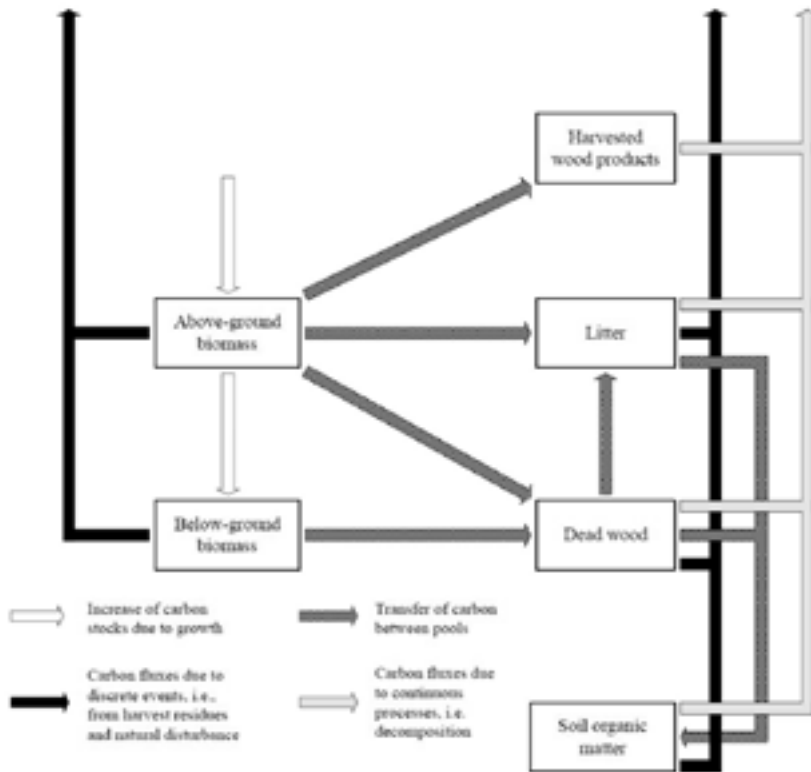 Harvested
wood products
Above-ground
biomass
Litter
Below-ground
biomass
Dead wood
Increase of carbon
stocks due to growth
Transfer of carbon
between pools
Carbon fluxes due to
discrete events, i.e.,
from harvest residues
and natural disturbance
Carbon fluxes due
to continuous
processes, i.e.
decomposition
Soil organic
matter